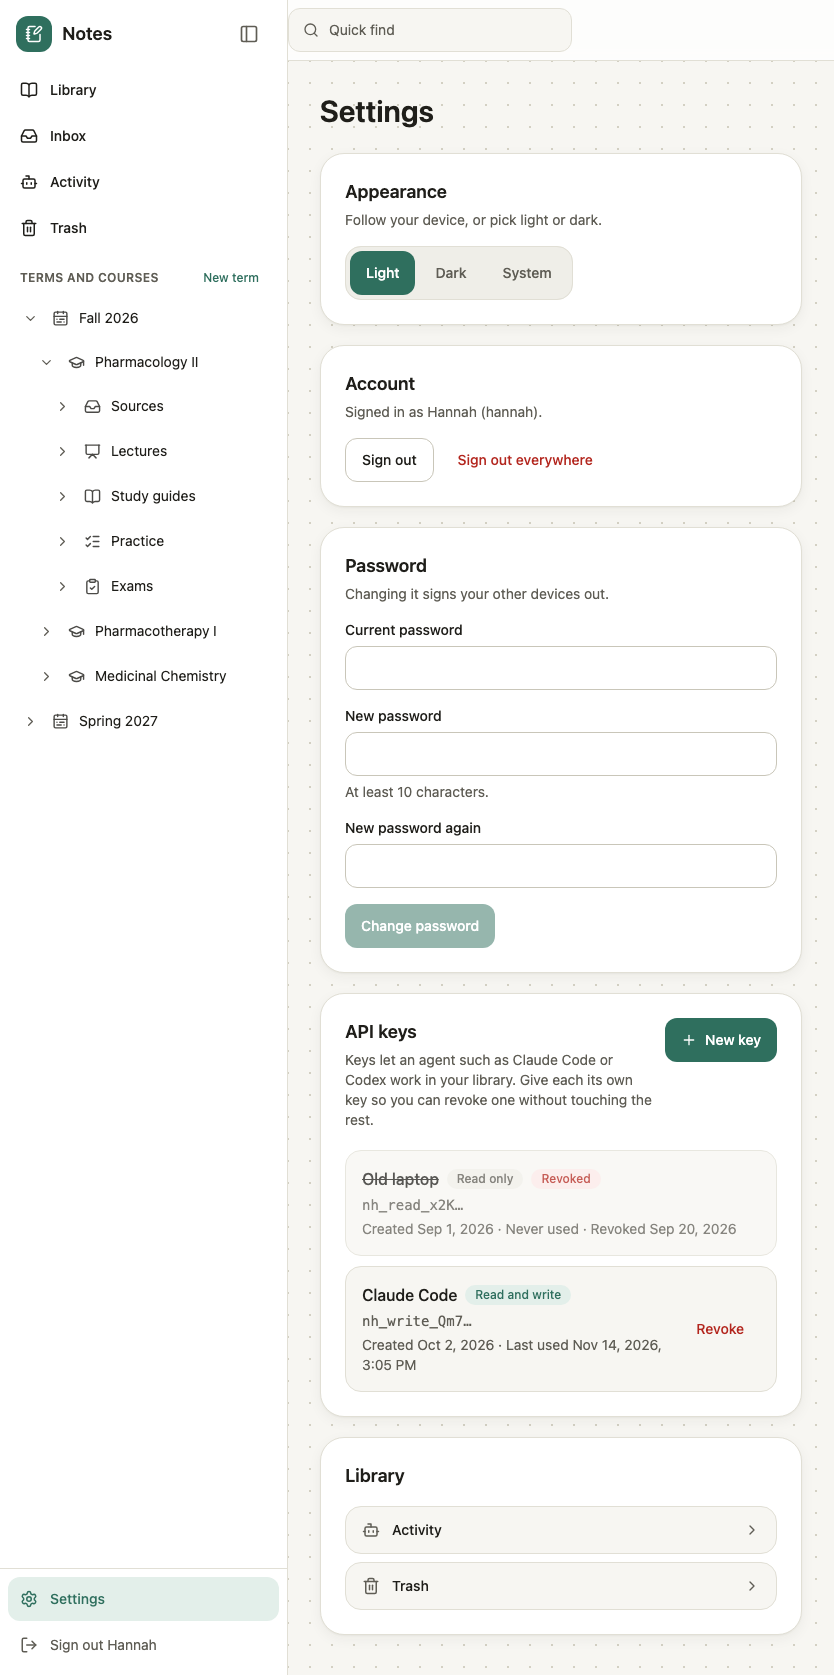 Notes
Library
Inbox
Activity
Trash
TERMS AND COURSES
New term
Fall 2026
Pharmacology II
Sources
Lectures
Study guides
Practice
Exams
Pharmacotherapy I
Medicinal Chemistry
Spring 2027
Settings
Sign out Hannah
Quick find
Settings
Appearance
Follow your device, or pick light or dark.
Light
Dark
System
Account
Signed in as Hannah (hannah).
Sign out
Sign out everywhere
Password
Changing it signs your other devices out.
Current password
New password
At least 10 characters.
New password again
Change password
API keys
Keys let an agent such as Claude Code or
Codex work in your library. Give each its own
key so you can revoke one without touching the
rest.
New key
Old laptop
Read only
Revoked
nh_read_x2K…
Created Sep 1, 2026 · Never used · Revoked Sep 20, 2026
Claude Code
Read and write
nh_write_Qm7…
Created Oct 2, 2026 · Last used Nov 14, 2026,
3:05 PM
Revoke
Library
Activity
Trash